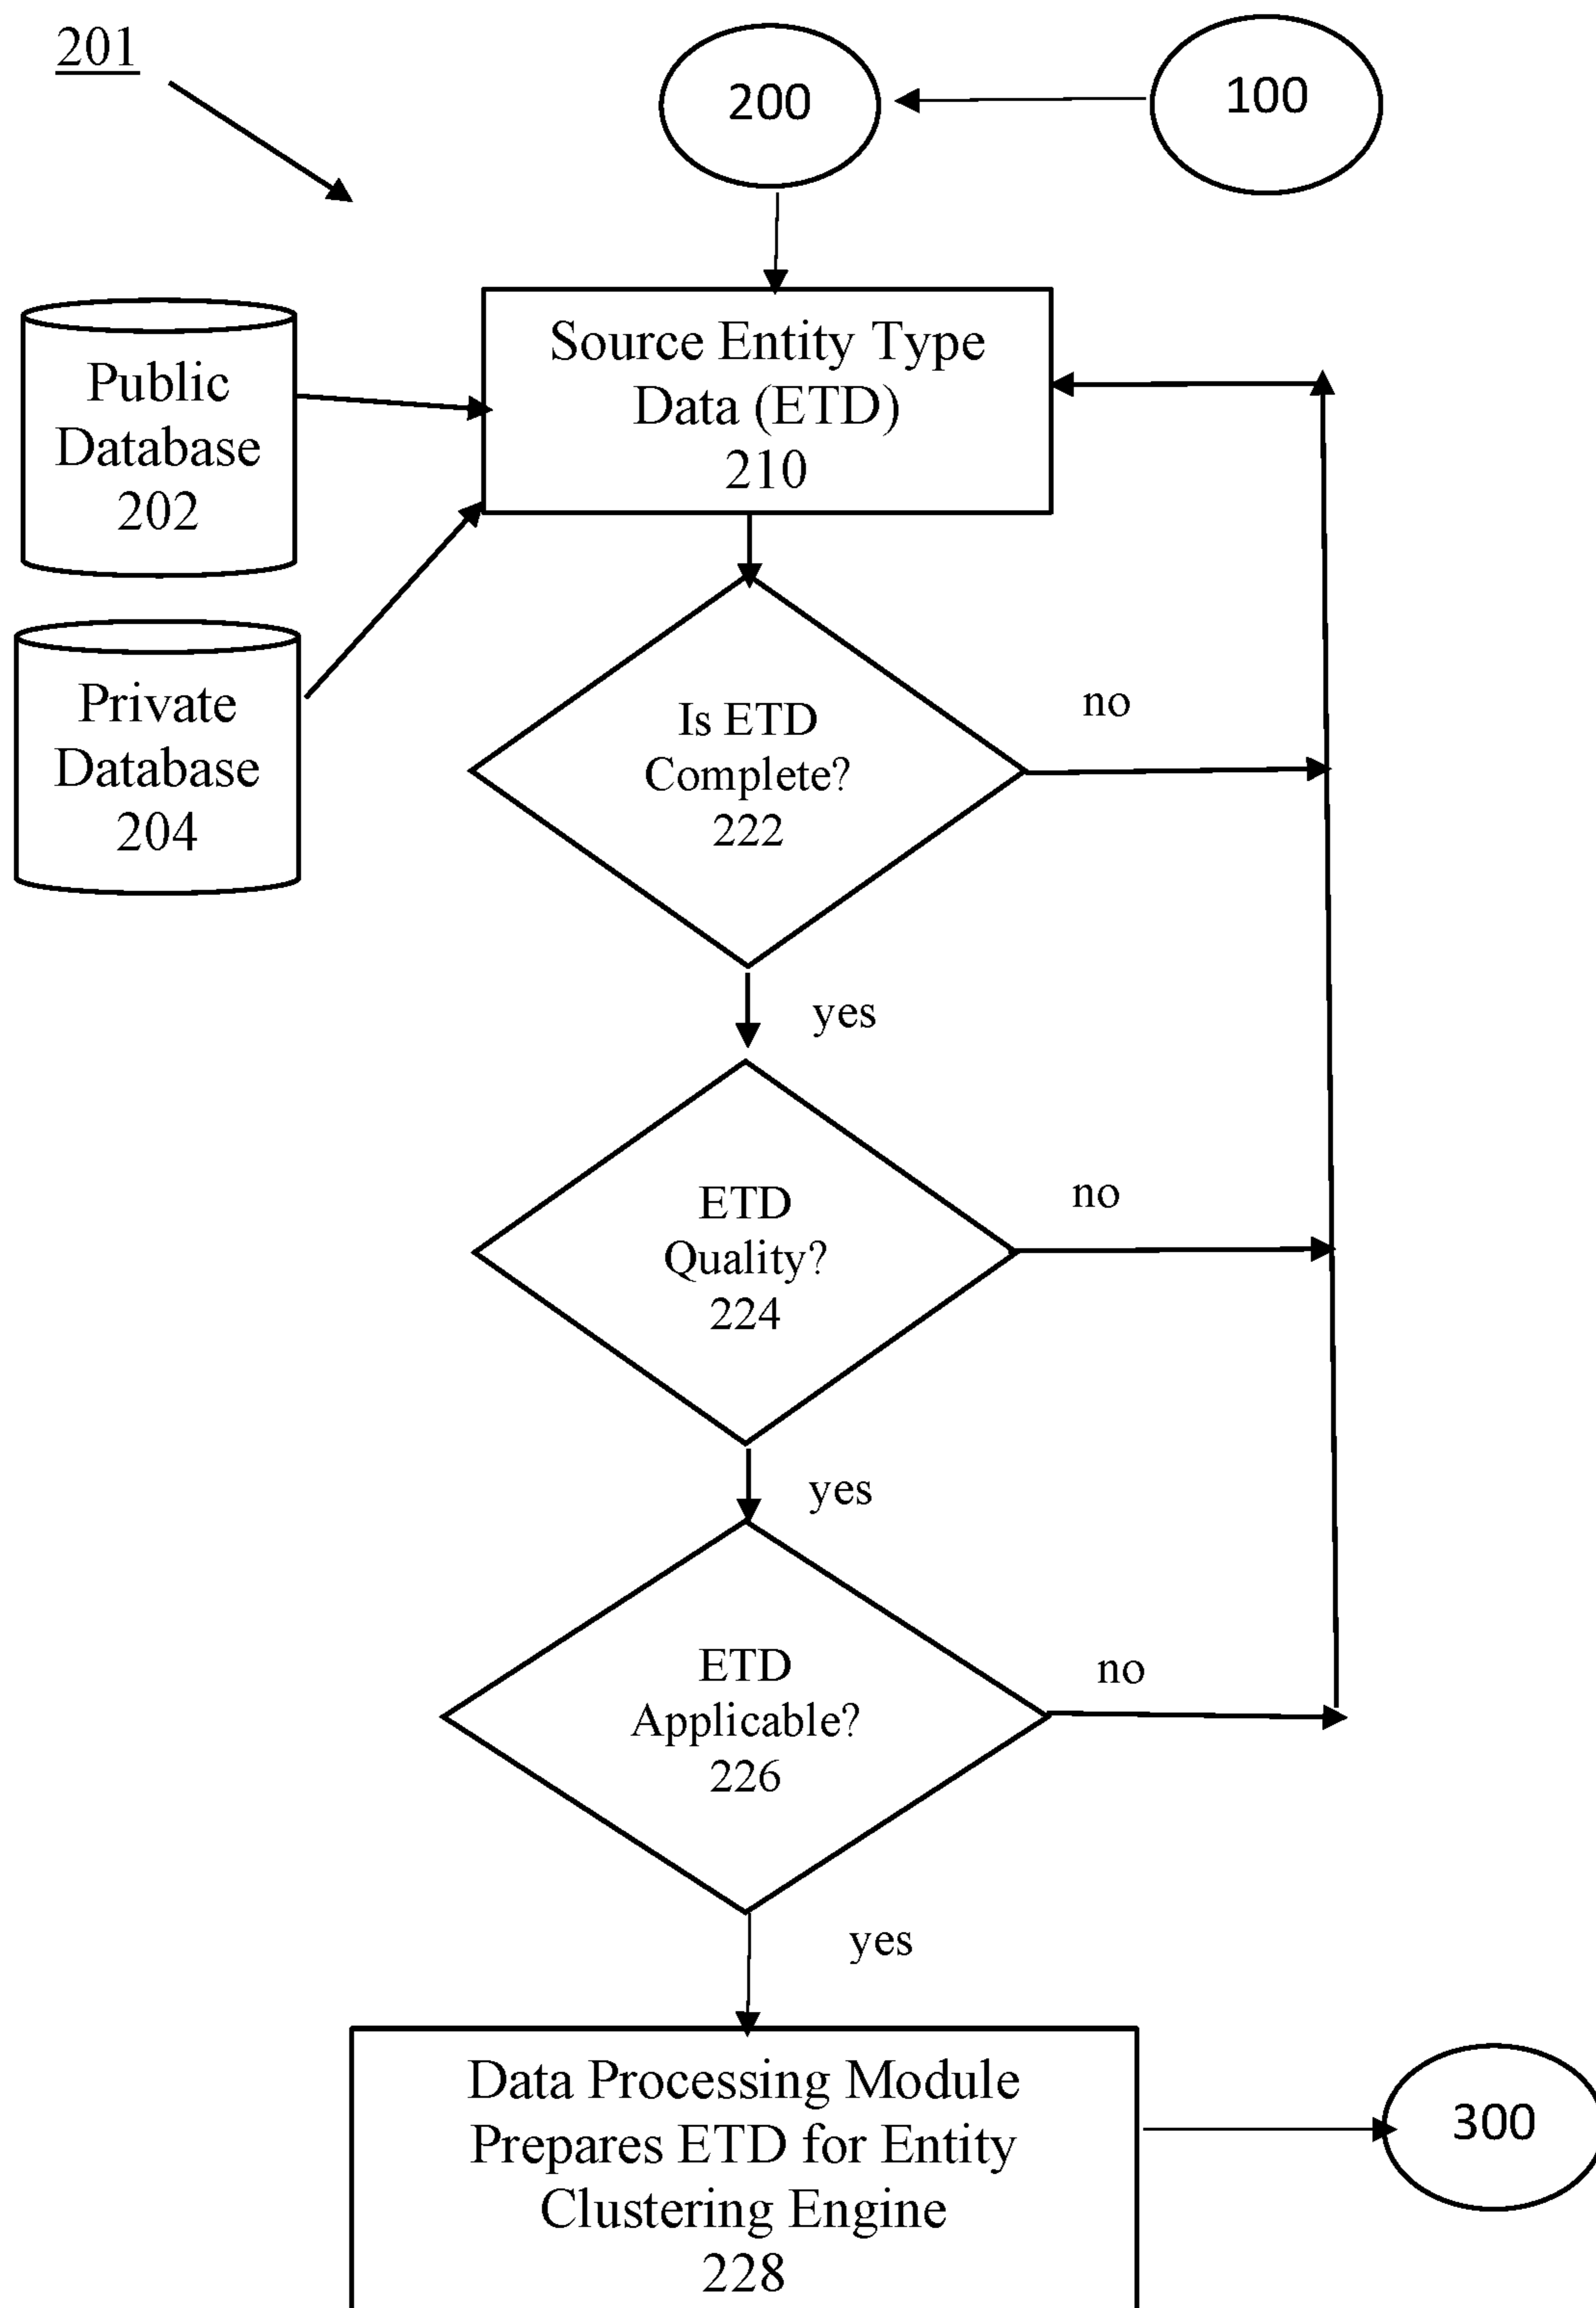 201
200
100
Source Entity Type
Data (ETD)
210
Public
Database
202
Private
Database
204
Is ETD
Complete?
222
no
yes
ETD
Quality?
224
no
yes
ETD
Applicable?
226
no
yes
Data Processing Module
Prepares ETD for Entity
Clustering Engine
228
300